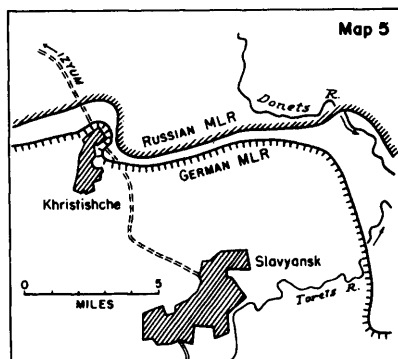 Map 5
IZYUM
Donets R.
RUSSIAN MLR
GERMAN MLR
Khristishche
Slavyansk
0 5
MILES
Torets R.